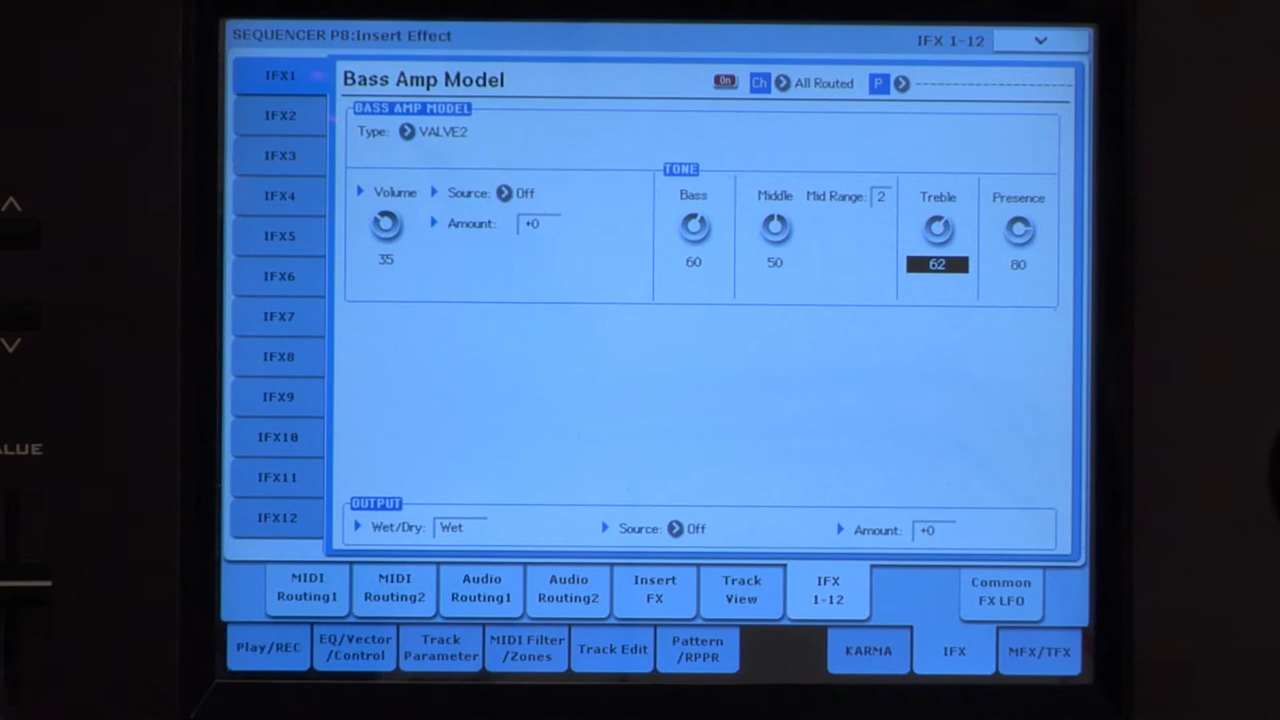 SEQUENCER P8:Insert Effect
IFX 1-12
IFX1
IFX2
IFX3
IFX4
IFX5
IFX6
IFX7
IFX8
IFX9
IFX10
IFX11
IFX12
Bass Amp Model
On
Ch
All Routed
P
BASS AMP MODEL
Type: VALVE2
TONE
Volume
Source: Off
Amount: +0
35
Bass
60
Middle
50
Mid Range: 2
Treble
62
Presence
80
OUTPUT
Wet/Dry: Wet
Source: Off
Amount: +0
MIDI
Routing1
MIDI
Routing2
Audio
Routing1
Audio
Routing2
Insert
FX
Track
View
IFX
1-12
Common
FX LFO
Play/REC
EQ/Vector
/Control
Track
Parameter
MIDI Filter
/Zones
Track Edit
Pattern
/RPPR
KARMA
IFX
MFX/TFX